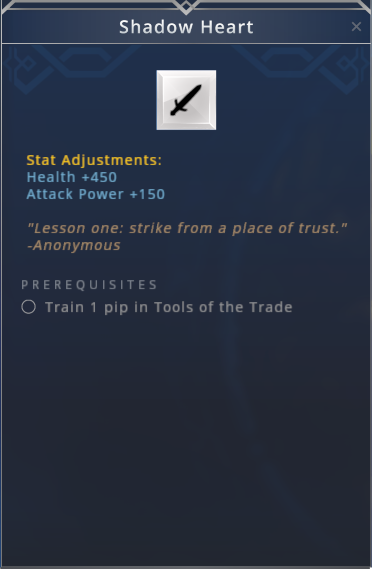 Shadow Heart
Stat Adjustments:
Health +450
Attack Power +150
"Lesson one: strike from a place of trust."
-Anonymous
PREREQUISITES
Train 1 pip in Tools of the Trade